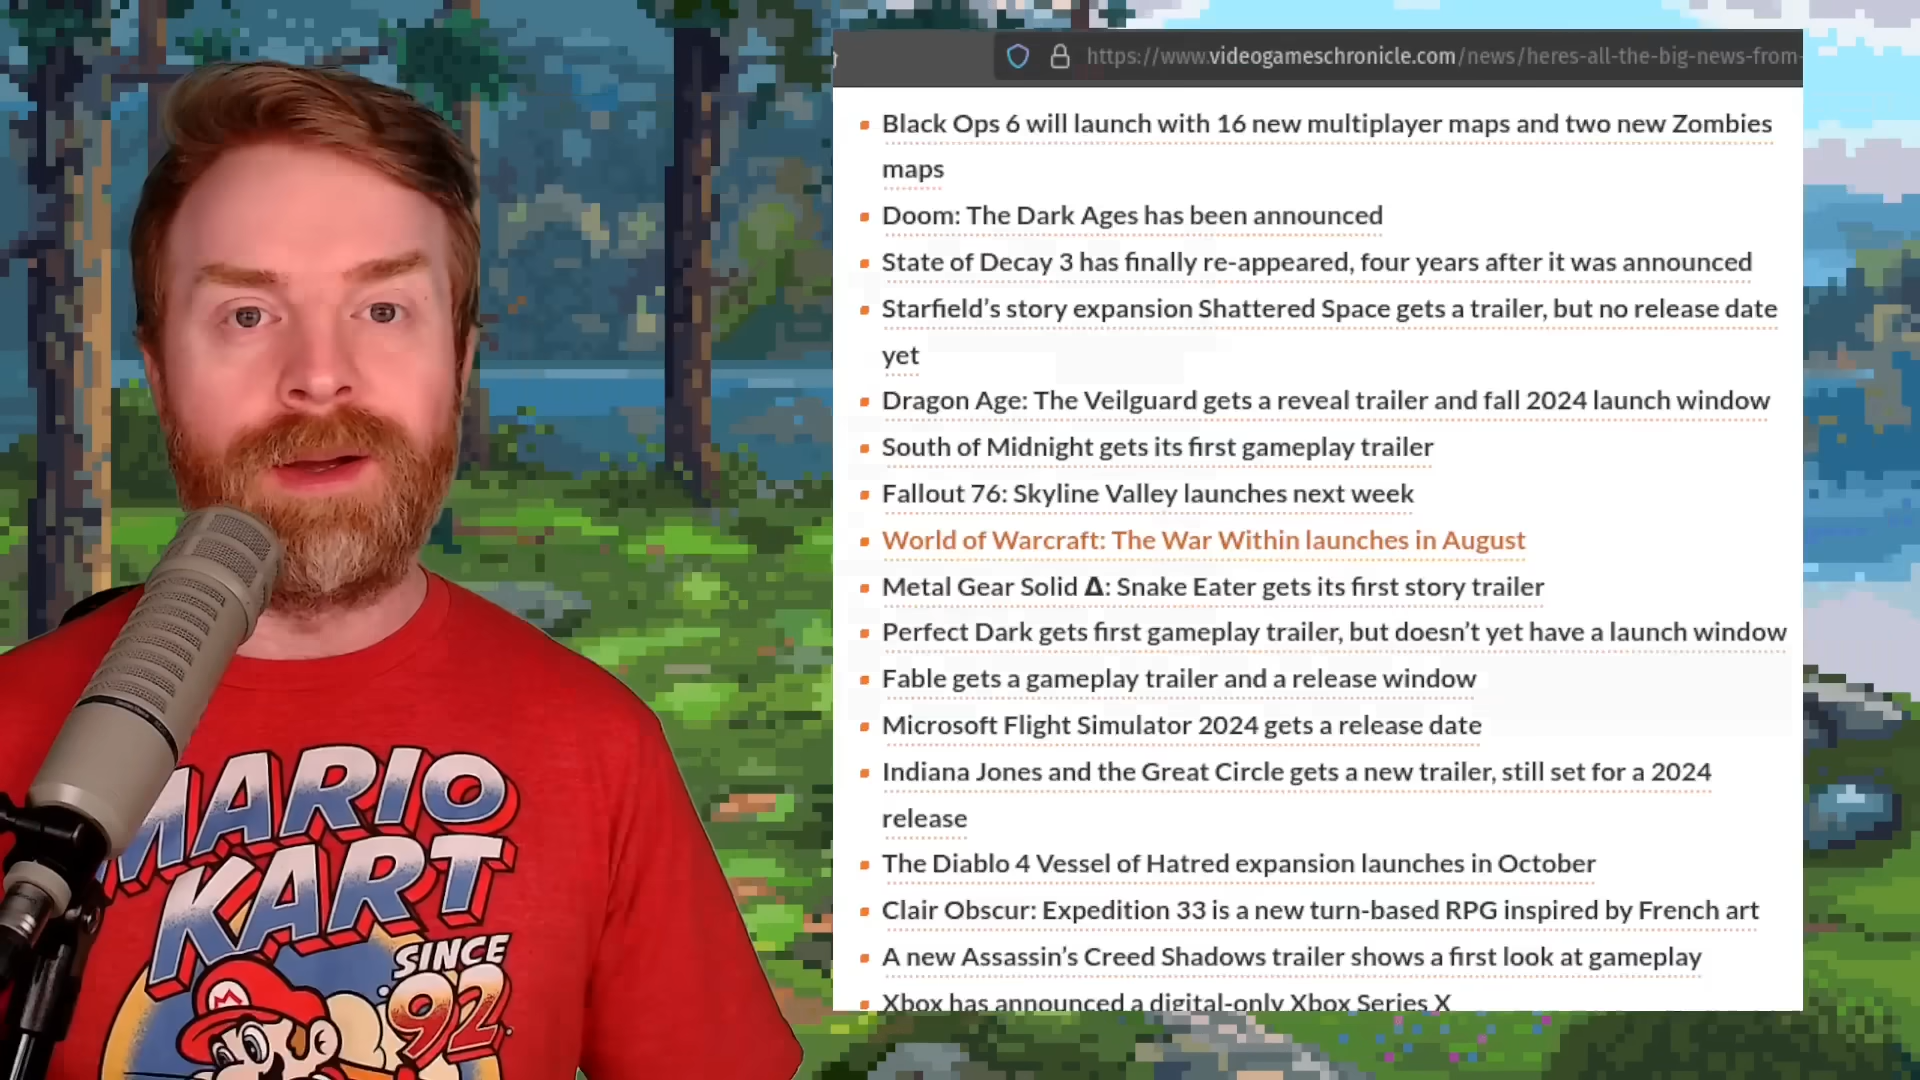 https://www.videogameschronicle.com/news/heres-all-the-big-news-from-
Black Ops 6 will launch with 16 new multiplayer maps and two new Zombies
maps
Doom: The Dark Ages has been announced
State of Decay 3 has finally re-appeared, four years after it was announced
Starfield’s story expansion Shattered Space gets a trailer, but no release date
yet
Dragon Age: The Veilguard gets a reveal trailer and fall 2024 launch window
South of Midnight gets its first gameplay trailer
Fallout 76: Skyline Valley launches next week
World of Warcraft: The War Within launches in August
Metal Gear Solid Δ: Snake Eater gets its first story trailer
Perfect Dark gets first gameplay trailer, but doesn’t yet have a launch window
Fable gets a gameplay trailer and a release window
Microsoft Flight Simulator 2024 gets a release date
Indiana Jones and the Great Circle gets a new trailer, still set for a 2024
release
The Diablo 4 Vessel of Hatred expansion launches in October
Clair Obscur: Expedition 33 is a new turn-based RPG inspired by French art
A new Assassin’s Creed Shadows trailer shows a first look at gameplay
Xbox has announced a digital-only Xbox Series X
MARIO
KART
SINCE
92
M